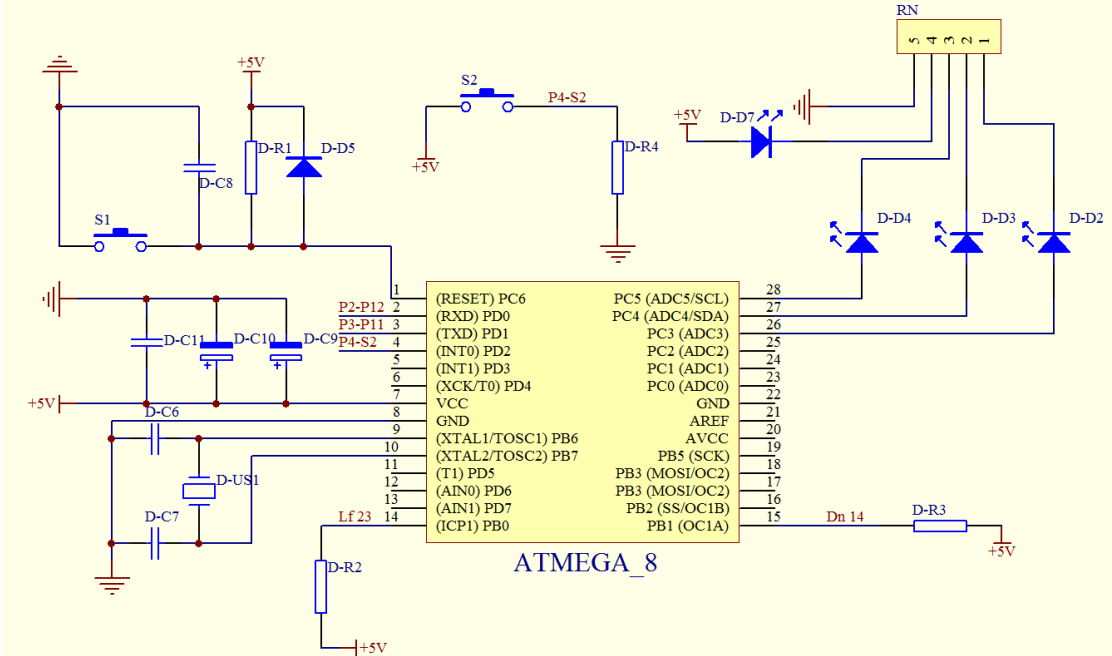 RN
5 4 3 2 1
+5V
S2
P4-S2
+5V
D-D7
D-R1
D-D5
D-R4
+5V
D-C8
S1
D-D4
D-D3
D-D2
1 (RESET) PC6
PC5 (ADC5/SCL) 28
P2-P12 2 (RXD) PD0
PC4 (ADC4/SDA) 27
P3-P11 3 (TXD) PD1
PC3 (ADC3) 26
P4-S2 4 (INT0) PD2
PC2 (ADC2) 25
D-C11
D-C10
D-C9
5 (INT1) PD3
PC1 (ADC1) 24
6 (XCK/T0) PD4
PC0 (ADC0) 23
+5V
7 VCC
GND 22
D-C6
8 GND
AREF 21
9 (XTAL1/TOSC1) PB6
AVCC 20
10 (XTAL2/TOSC2) PB7
PB5 (SCK) 19
11 (T1) PD5
PB3 (MOSI/OC2) 18
D-US1
12 (AIN0) PD6
PB3 (MOSI/OC2) 17
13 (AIN1) PD7
PB2 (SS/OC1B) 16
D-C7
Lf 23 14 (ICP1) PB0
PB1 (OC1A) 15 Dn 14
D-R3
+5V
ATMEGA_8
D-R2
+5V